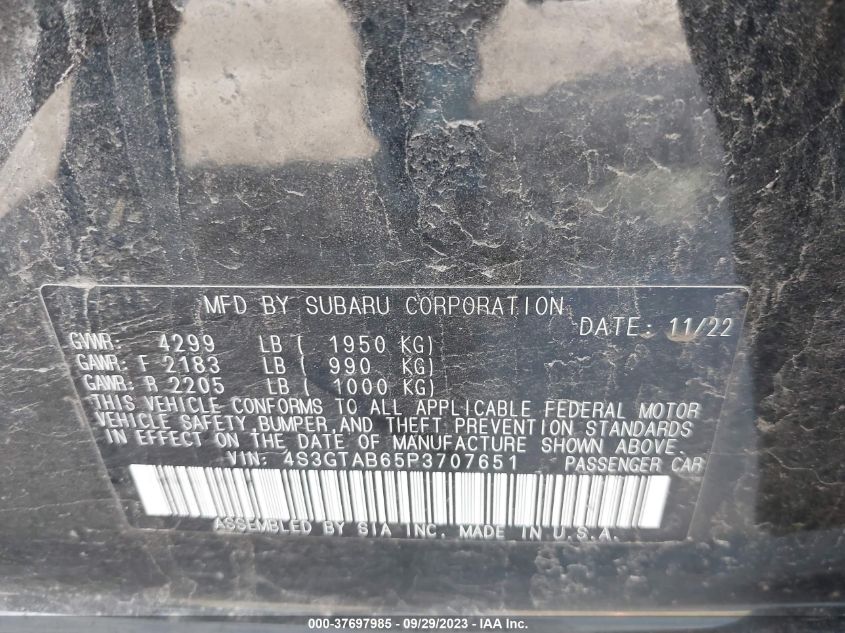 MFD BY SUBARU CORPORATION
DATE: 11/22
GVWR: 4299 LB ( 1950 KG)
GAWR: F 2183 LB ( 990 KG)
GAWR: R 2205 LB ( 1000 KG)
THIS VEHICLE CONFORMS TO ALL APPLICABLE FEDERAL MOTOR
VEHICLE SAFETY, BUMPER, AND THEFT PREVENTION STANDARDS
IN EFFECT ON THE DATE OF MANUFACTURE SHOWN ABOVE.
VIN: 4S3GTAB65P3707651 PASSENGER CAR
ASSEMBLED BY SIA INC. MADE IN U.S.A.
000-37697985 - 09/29/2023 - IAA Inc.